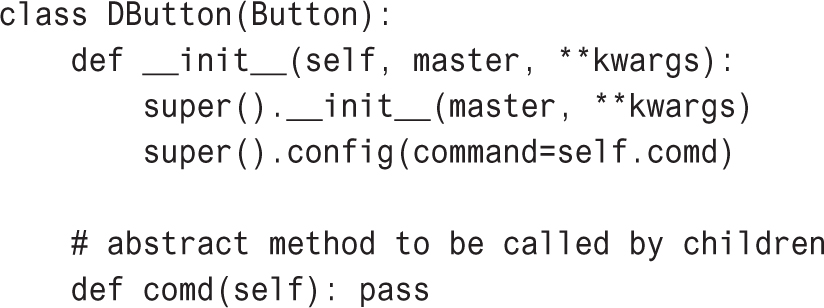 class DButton(Button):
    def __init__(self, master, **kwargs):
        super().__init__(master, **kwargs)
        super().config(command=self.comd)

    # abstract method to be called by children
    def comd(self): pass